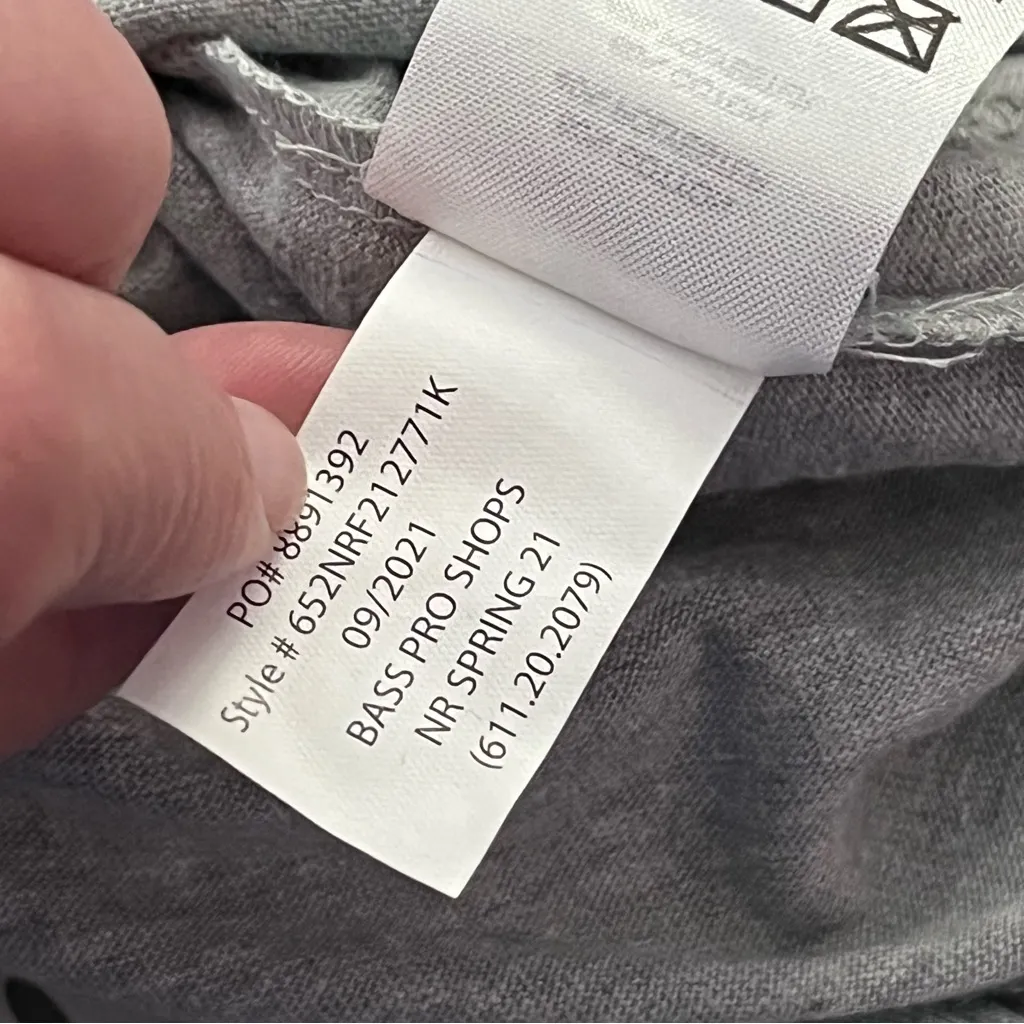 PO# 8891392
Style # 652NRF212771K
09/2021
BASS PRO SHOPS
NR SPRING 21
(611.20.2079)